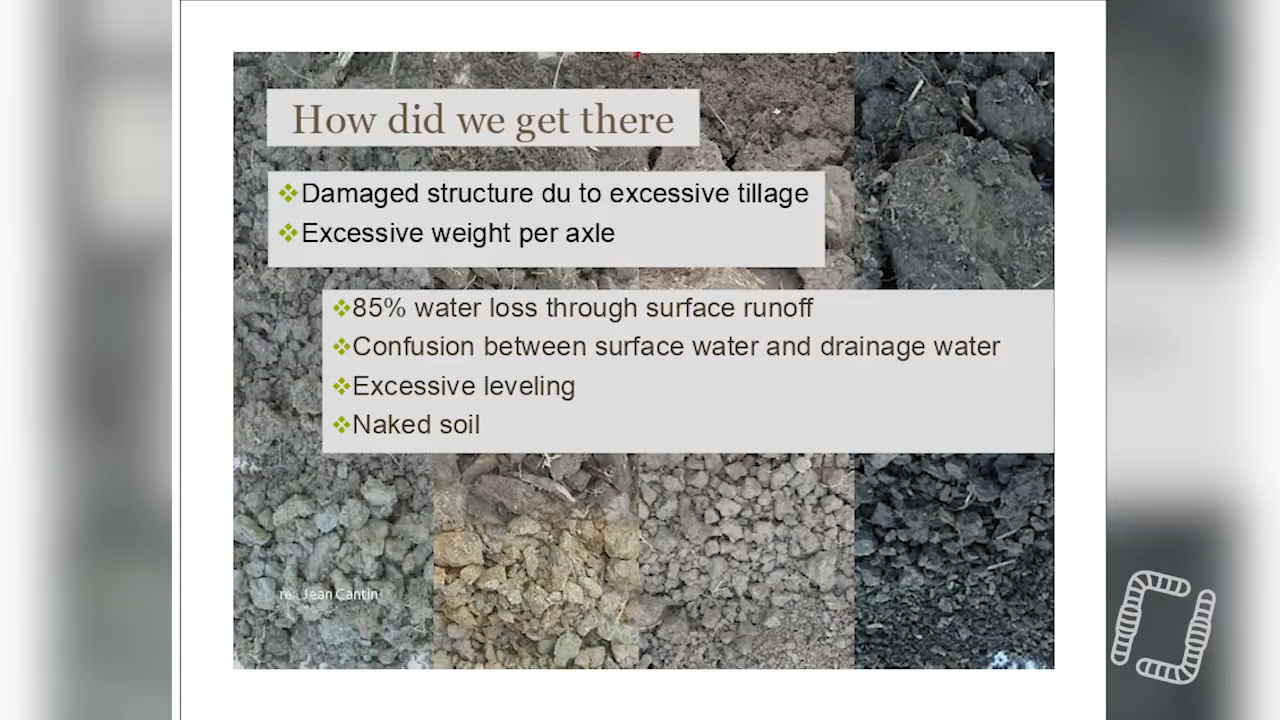 How did we get there
Damaged structure du to excessive tillage
Excessive weight per axle
85% water loss through surface runoff
Confusion between surface water and drainage water
Excessive leveling
Naked soil
Jean Cantin